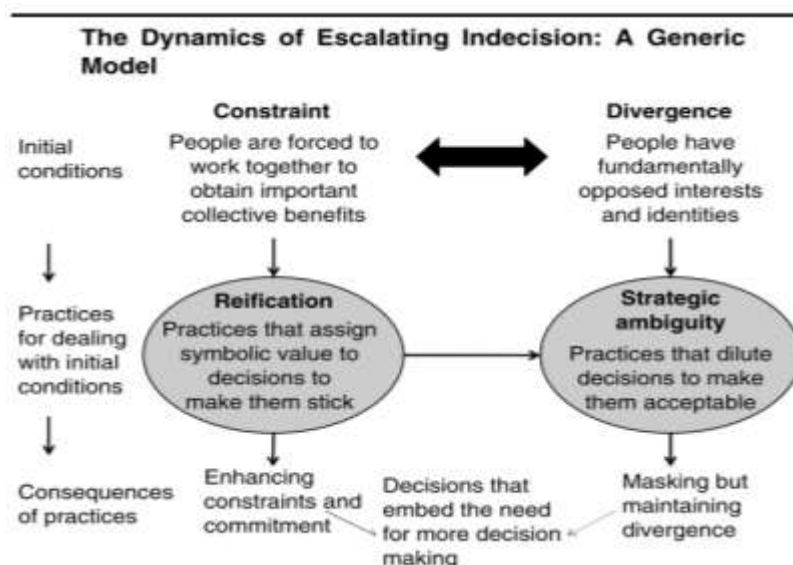 The Dynamics of Escalating Indecision: A Generic
Model
Constraint
Divergence
Initial
conditions
People are forced to
work together to
obtain important
collective benefits
People have
fundamentally
opposed interests
and identities
Practices
for dealing
with initial
conditions
Reification
Practices that assign
symbolic value to
decisions to
make them stick
Strategic
ambiguity
Practices that dilute
decisions to make
them acceptable
Consequences
of practices
Enhancing
constraints and
commitment
Decisions that
embed the need
for more decision
making
Masking but
maintaining
divergence